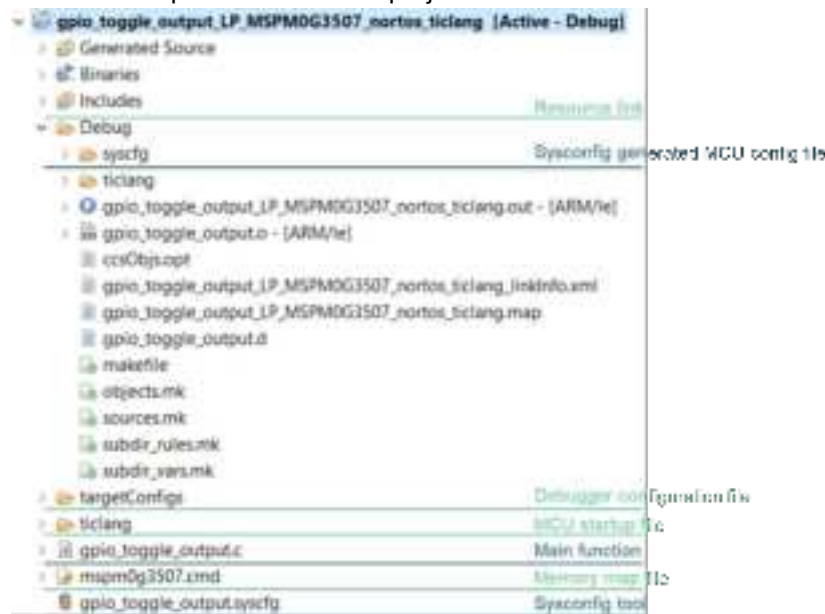 gpio_toggle_output_LP_MSPM0G3507_nortos_ticlang [Active - Debug]
Generated Source
Binaries
Includes
Resource link
Debug
syscfg
Sysconfig generated MCU config file
ticlang
gpio_toggle_output_LP_MSPM0G3507_nortos_ticlang.out - [ARM/le]
gpio_toggle_output.o - [ARM/le]
ccsObjs.opt
gpio_toggle_output_LP_MSPM0G3507_nortos_ticlang_linkInfo.xml
gpio_toggle_output_LP_MSPM0G3507_nortos_ticlang.map
gpio_toggle_output.d
makefile
objects.mk
sources.mk
subdir_rules.mk
subdir_vars.mk
targetConfigs
Debugger configuration file
ticlang
MCU startup file
gpio_toggle_output.c
Main function
mspm0g3507.cmd
Memory map file
gpio_toggle_output.syscfg
Sysconfig tool